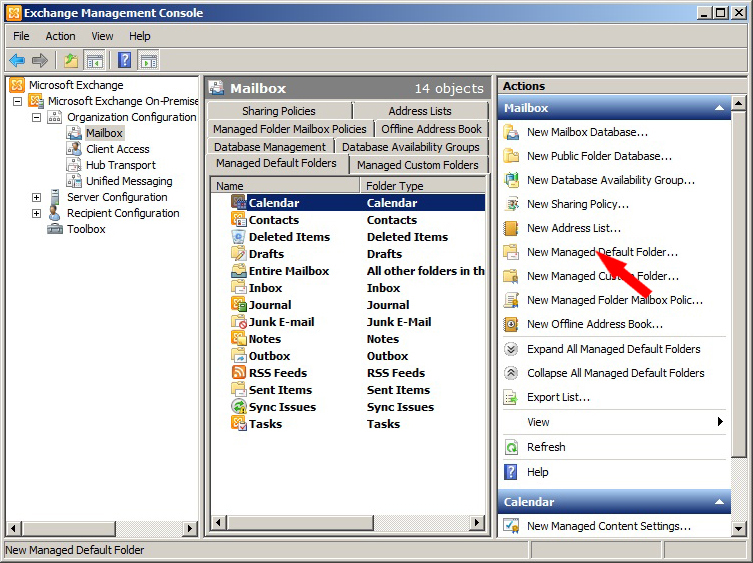 Exchange Management Console
File Action View Help
Microsoft Exchange
Microsoft Exchange On-Premise
Organization Configuration
Mailbox
Client Access
Hub Transport
Unified Messaging
Server Configuration
Recipient Configuration
Toolbox
Mailbox 14 objects
Sharing Policies Address Lists
Managed Folder Mailbox Policies Offline Address Book
Database Management Database Availability Groups
Managed Default Folders Managed Custom Folders
Name Folder Type
Calendar Calendar
Contacts Contacts
Deleted Items Deleted Items
Drafts Drafts
Entire Mailbox All other folders in th
Inbox Inbox
Journal Journal
Junk E-mail Junk E-Mail
Notes Notes
Outbox Outbox
RSS Feeds RSS Feeds
Sent Items Sent Items
Sync Issues Sync Issues
Tasks Tasks
Actions
Mailbox
New Mailbox Database...
New Public Folder Database...
New Database Availability Group...
New Sharing Policy...
New Address List...
New Managed Default Folder...
New Managed Custom Folder...
New Managed Folder Mailbox Polic...
New Offline Address Book...
Expand All Managed Default Folders
Collapse All Managed Default Folders
Export List...
View
Refresh
Help
Calendar
New Managed Content Settings...
New Managed Default Folder